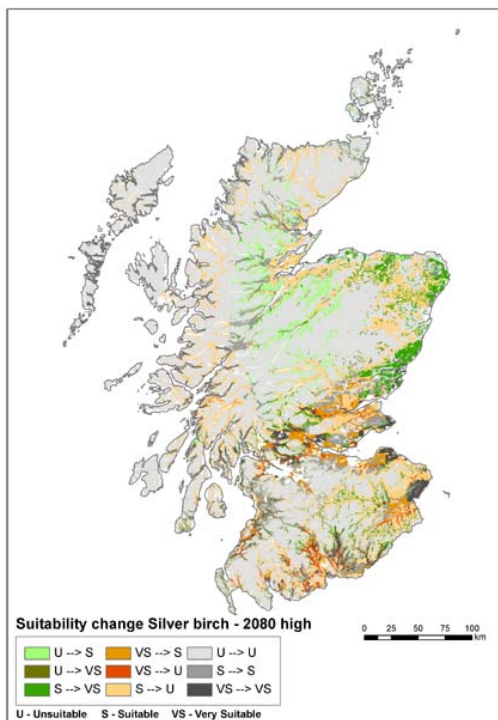 Suitability change Silver birch - 2080 high
U --> S VS --> S U --> U
U --> VS VS --> U S --> S
S --> VS S --> U VS --> VS
U - Unsuitable S - Suitable VS - Very Suitable
0 25 50 75 100
km